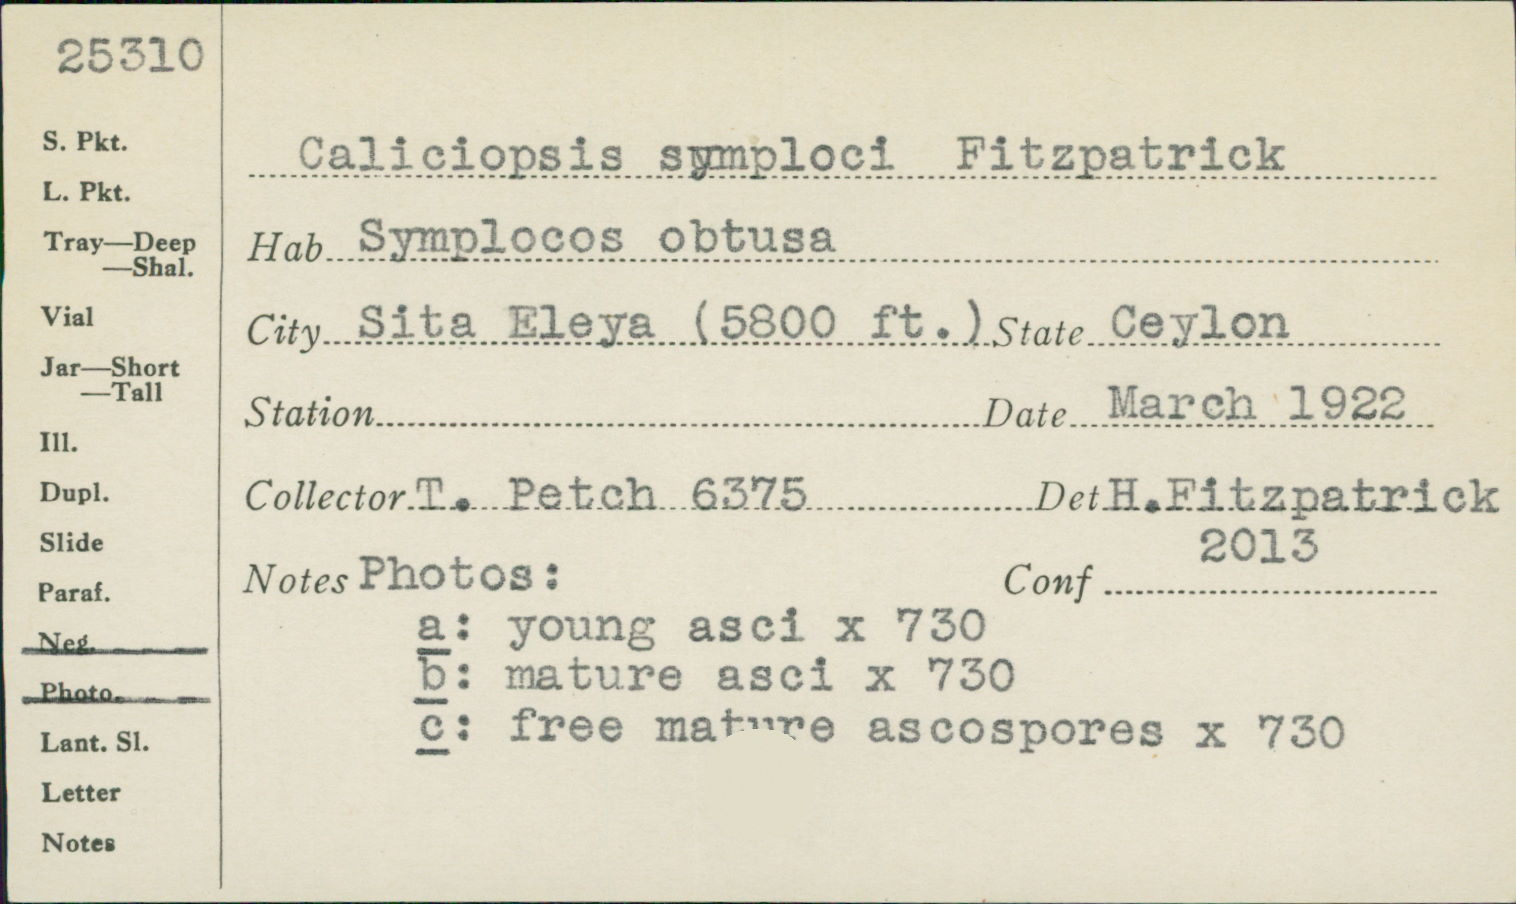 25310
S. Pkt.
L. Pkt.
Tray—Deep
—Shal.
Vial
Jar—Short
—Tall
Ill.
Dupl.
Slide
Paraf.
Neg.
Photo.
Lant. Sl.
Letter
Notes
Caliciopsis symploci Fitzpatrick
Hab Symplocos obtusa
City Sita Eleya (5800 ft.) State Ceylon
Station Date March 1922
Collector T. Petch 6375 Det H.Fitzpatrick
2013
Notes Photos: Conf
a: young asci x 730
b: mature asci x 730
c: free mature ascospores x 730